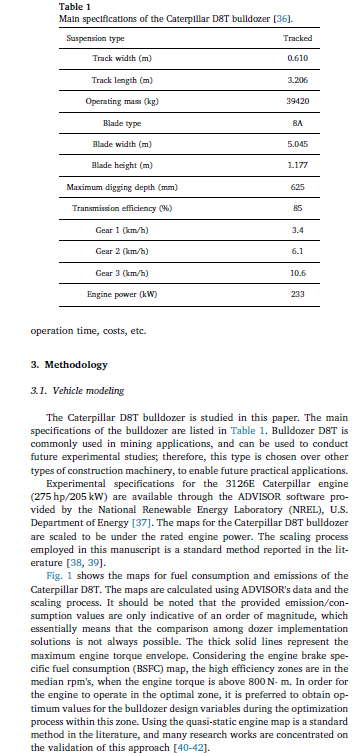 Table 1
Main specifications of the Caterpillar D8T bulldozer [36].
Suspension type Tracked
Track width (m) 0.610
Track length (m) 3.206
Operating mass (kg) 39420
Blade type 8A
Blade width (m) 5.045
Blade height (m) 1.177
Maximum digging depth (mm) 625
Transmission efficiency (%) 85
Gear 1 (km/h) 3.4
Gear 2 (km/h) 6.1
Gear 3 (km/h) 10.6
Engine power (kW) 233
operation time, costs, etc.
3. Methodology
3.1. Vehicle modeling
The Caterpillar D8T bulldozer is studied in this paper. The main
specifications of the bulldozer are listed in Table 1. Bulldozer D8T is
commonly used in mining applications, and can be used to conduct
future experimental studies; therefore, this type is chosen over other
types of construction machinery, to enable future practical applications.
Experimental specifications for the 3126E Caterpillar engine
(275 hp/205 kW) are available through the ADVISOR software pro-
vided by the National Renewable Energy Laboratory (NREL), U.S.
Department of Energy [37]. The maps for the Caterpillar D8T bulldozer
are scaled to be under the rated engine power. The scaling process
employed in this manuscript is a standard method reported in the lit-
erature [38, 39].
Fig. 1 shows the maps for fuel consumption and emissions of the
Caterpillar D8T. The maps are calculated using ADVISOR's data and the
scaling process. It should be noted that the provided emission/con-
sumption values are only indicative of an order of magnitude, which
essentially means that the comparison among dozer implementation
solutions is not always possible. The thick solid lines represent the
maximum engine torque envelope. Considering the engine brake spe-
cific fuel consumption (BSFC) map, the high efficiency zones are in the
median rpm's, when the engine torque is above 800 N· m. In order for
the engine to operate in the optimal zone, it is preferred to obtain op-
timum values for the bulldozer design variables during the optimization
process within this zone. Using the quasi-static engine map is a standard
method in the literature, and many research works are concentrated on
the validation of this approach [40-42].